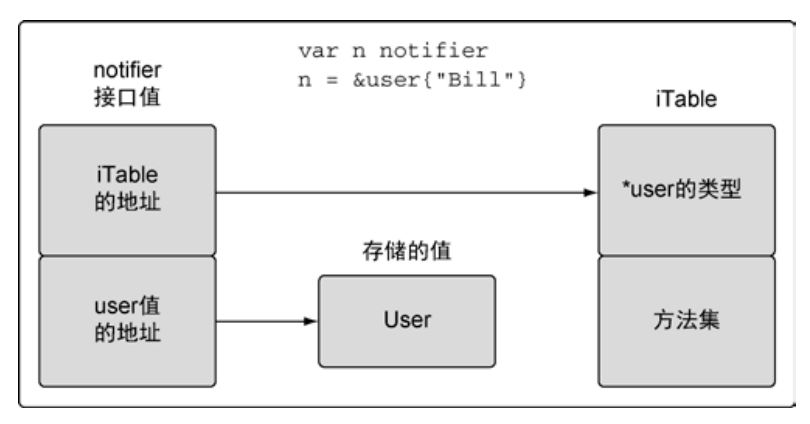 var n notifier
n = &user{"Bill"}
notifier
接口值
iTable
iTable
的地址
*user的类型
存储的值
user值
的地址
User
方法集